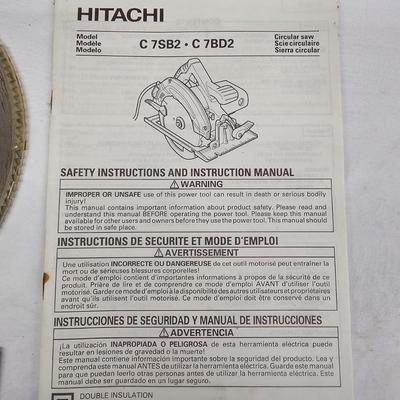 HITACHI
Model
Modèle
Modelo
C 7SB2 • C 7BD2
Circular saw
Scie circulaire
Sierra circular
SAFETY INSTRUCTIONS AND INSTRUCTION MANUAL
WARNING
IMPROPER OR UNSAFE use of this power tool can result in death or serious bodily
injury!
This manual contains important information about product safety. Please read and
understand this manual BEFORE operating the power tool. Please keep this manual
available for other users and owners before they use the power tool. This manual should
be stored in safe place.
INSTRUCTIONS DE SECURITE ET MODE D'EMPLOI
AVERTISSEMENT
Une utilisation INCORRECTE OU DANGEREUSE de cet outil motorisé peut entraîner la
mort ou de sérieuses blessures corporelles!
Ce mode d'emploi contient d'importantes informations à propos de la sécurité de ce
produit. Prière de lire et de comprendre ce mode d'emploi AVANT d'utiliser l'outil
motorisé. Garder ce mode d'emploi à la disponibilité des autres utilisateurs et propriétaires
avant qu'ils utilisent l'outil motorisé. Ce mode d'emploi doit être conservé dans un
endroit sûr.
INSTRUCCIONES DE SEGURIDAD Y MANUAL DE INSTRUCCIONES
ADVERTENCIA
¡La utilización INAPROPIADA O PELIGROSA de esta herramienta eléctrica puede
resultar en lesiones de gravedad o la muerte!
Este manual contiene información importante sobre la seguridad del producto. Lea y
comprenda este manual ANTES de utilizar la herramienta eléctrica. Guarde este manual
para que puedan leerlo otras personas antes de utilizar la herramienta eléctrica. Este
manual debe ser guardado en un lugar seguro.
DOUBLE INSULATION